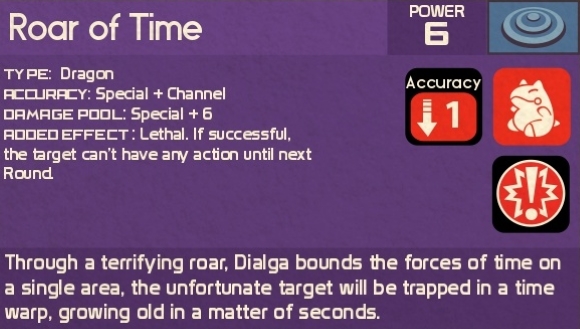 Roar of Time
POWER
6
TYPE: Dragon
ACCURACY: Special + Channel
DAMAGE POOL: Special + 6
ADDED EFFECT: Lethal. If successful,
the target can't have any action until next
Round.
Accuracy
1
Through a terrifying roar, Dialga bounds the forces of time on
a single area, the unfortunate target will be trapped in a time
warp, growing old in a matter of seconds.